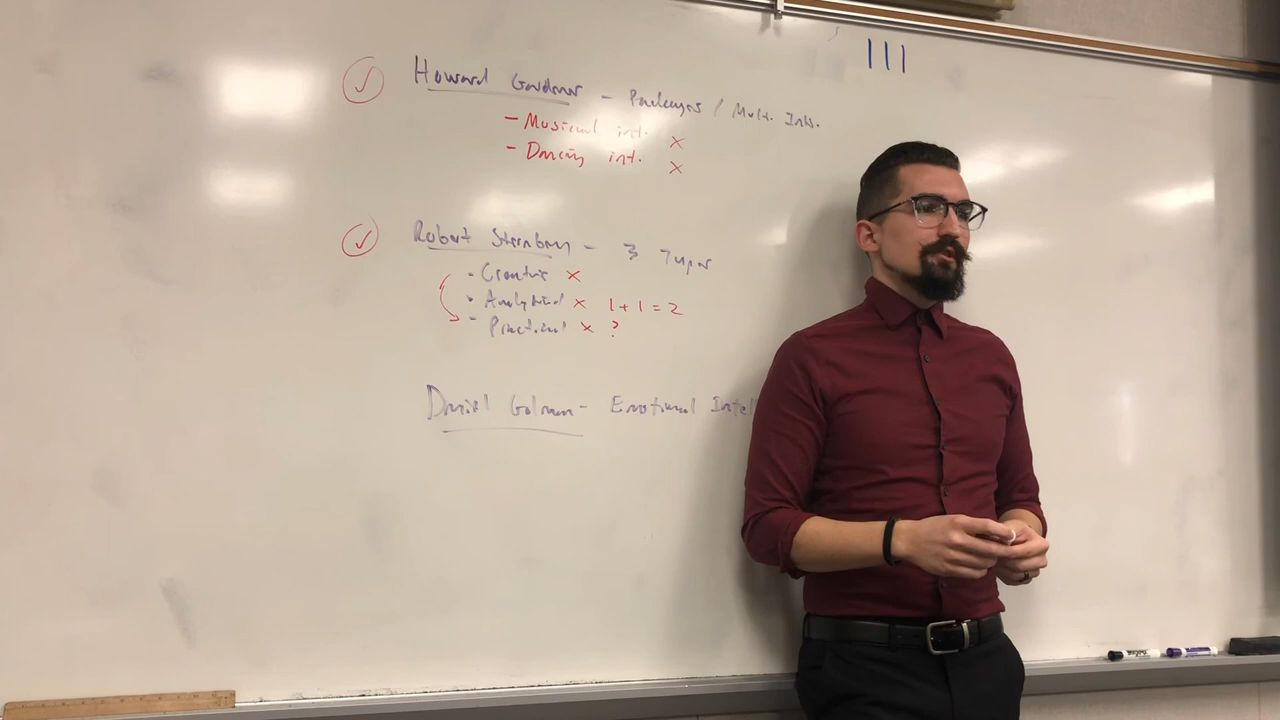 III
Howard Gardner - Packages / Mult. Ints.
- Musical int. x
- Dancing int. x
Robert Sternberg - 3 Types
- Creative x
• Analytical x 1+1=2
- Practical x ?
Daniel Golman - Emotional Intel